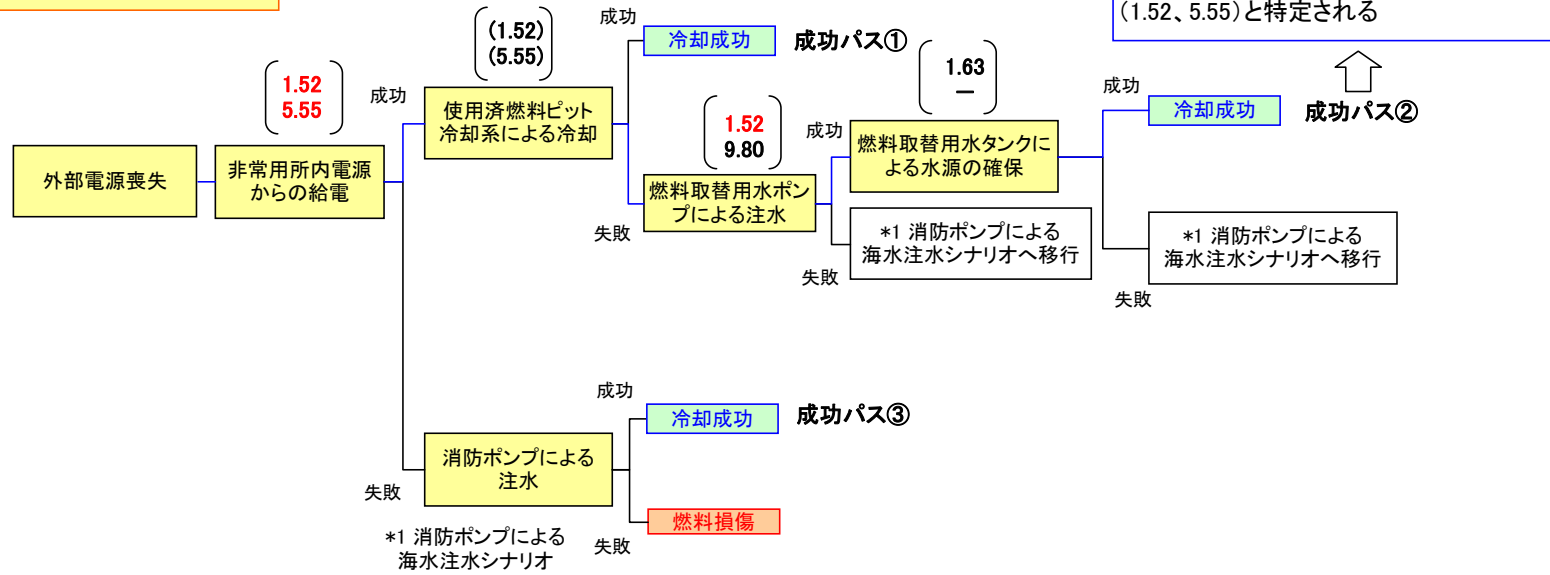 (1.52、5.55)と特定される
成功
(1.52)
(5.55)
冷却成功
成功パス①
1.52
5.55
成功
使用済燃料ピット
冷却系による冷却
1.63
―
成功
冷却成功
成功パス②
1.52
9.80
成功
燃料取替用水タンクに
よる水源の確保
外部電源喪失
非常用所内電源
からの給電
燃料取替用水ポン
プによる注水
失敗
*1 消防ポンプによる
海水注水シナリオへ移行
失敗
*1 消防ポンプによる
海水注水シナリオへ移行
失敗
成功
冷却成功
成功パス③
消防ポンプによる
注水
失敗
燃料損傷
失敗
*1 消防ポンプによる
海水注水シナリオ